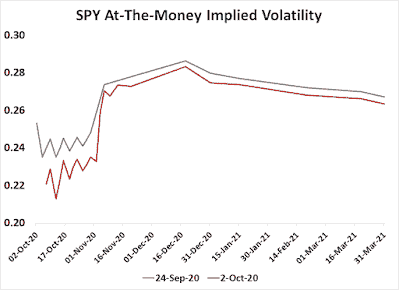 SPY At-The-Money Implied Volatility
0.30
0.28
0.26
0.24
0.22
0.20
02-Oct-20
17-Oct-20
01-Nov-20
16-Nov-20
01-Dec-20
16-Dec-20
31-Dec-20
15-Jan-21
30-Jan-21
14-Feb-21
01-Mar-21
16-Mar-21
31-Mar-21
24-Sep-20 2-Oct-20